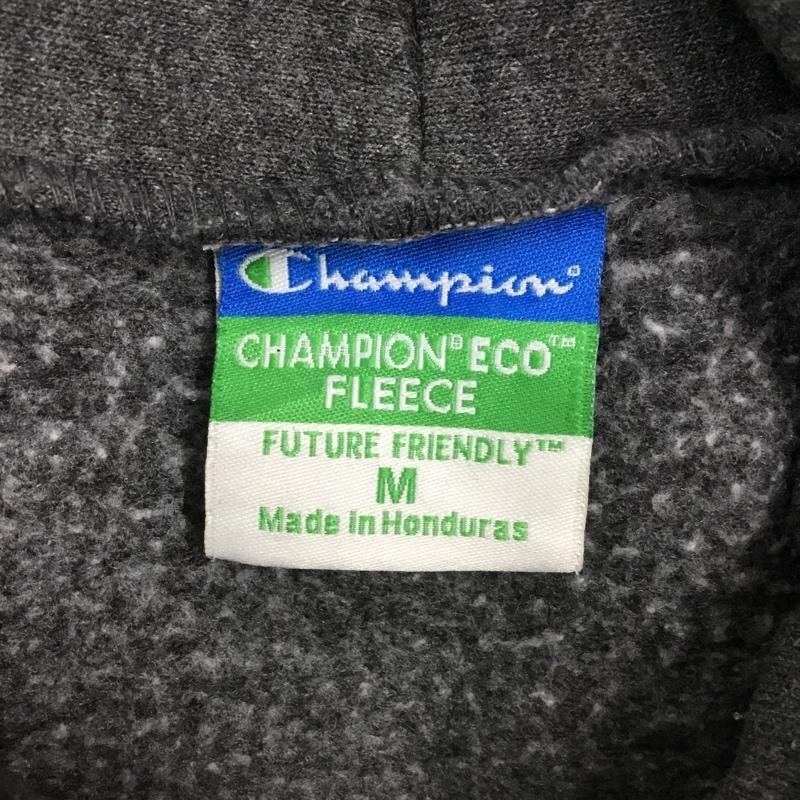 Champion®
CHAMPION® ECO™
FLEECE
FUTURE FRIENDLY™
M
Made in Honduras